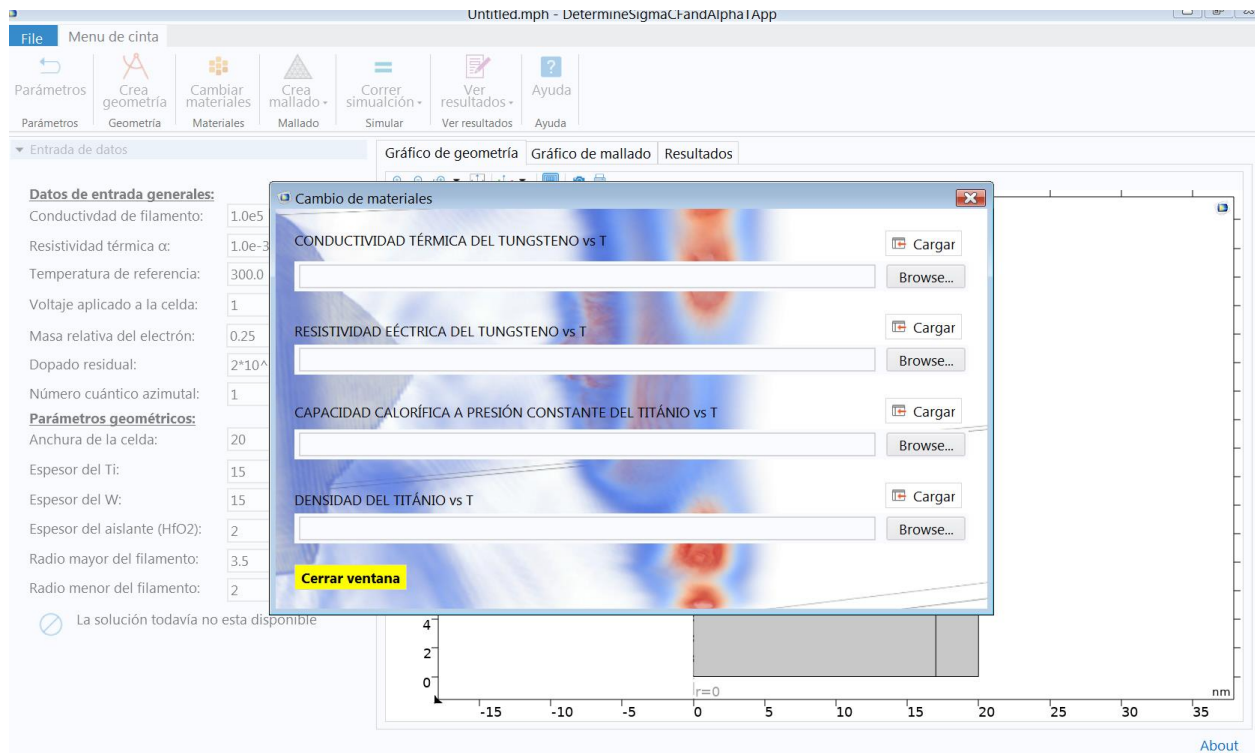 Untitled.mph - DetermineSigmaCFandAlphaTApp
File Menu de cinta
Parámetros Crea geometría Cambiar materiales Crea mallado Correr simualción Ver resultados Ayuda
Parámetros Geometría Materiales Mallado Simular Ver resultados Ayuda
Entrada de datos
Gráfico de geometría Gráfico de mallado Resultados
Datos de entrada generales:
Conductivdad de filamento: 1.0e5
Resistividad térmica α: 1.0e-3
Temperatura de referencia: 300.0
Voltaje aplicado a la celda: 1
Masa relativa del electrón: 0.25
Dopado residual: 2*10^
Número cuántico azimutal: 1
Parámetros geométricos:
Anchura de la celda: 20
Espesor del Ti: 15
Espesor del W: 15
Espesor del aislante (HfO2): 2
Radio mayor del filamento: 3.5
Radio menor del filamento: 2
La solución todavía no esta disponible
Cambio de materiales
CONDUCTIVIDAD TÉRMICA DEL TUNGSTENO vs T Cargar
Browse...
RESISTIVIDAD EÉCTRICA DEL TUNGSTENO vs T Cargar
Browse...
CAPACIDAD CALORÍFICA A PRESIÓN CONSTANTE DEL TITÁNIO vs T Cargar
Browse...
DENSIDAD DEL TITÁNIO vs T Cargar
Browse...
Cerrar ventana
4
2
0
r=0 nm
-15 -10 -5 0 5 10 15 20 25 30 35
About